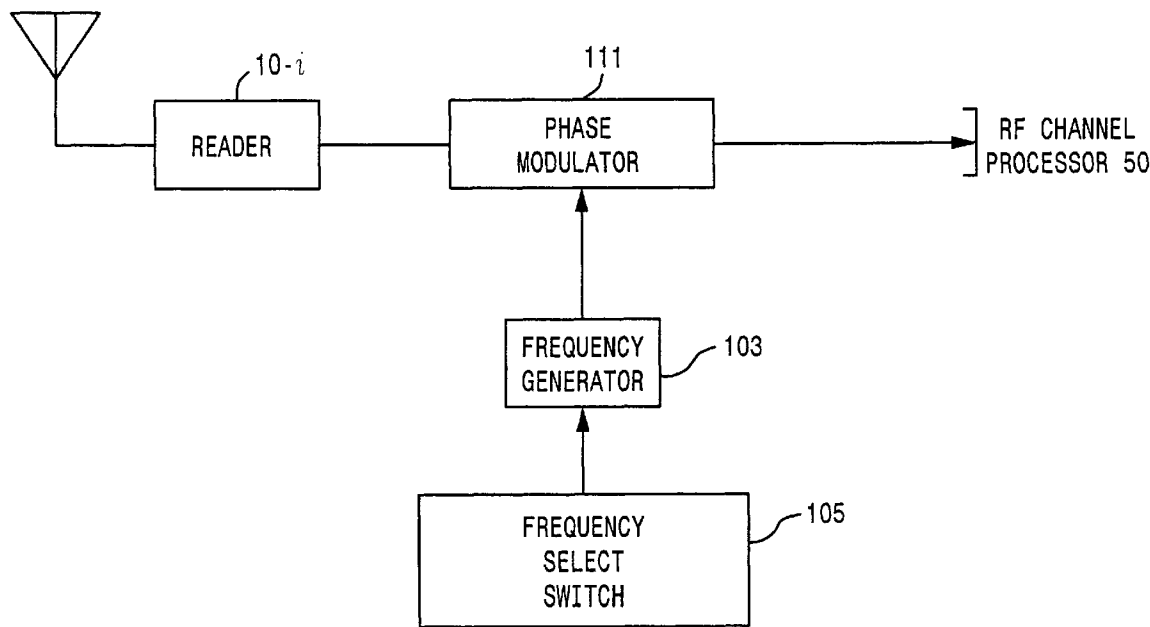 10-i
111
READER
PHASE
MODULATOR
RF CHANNEL
PROCESSOR 50
FREQUENCY
GENERATOR
103
FREQUENCY
SELECT
SWITCH
105